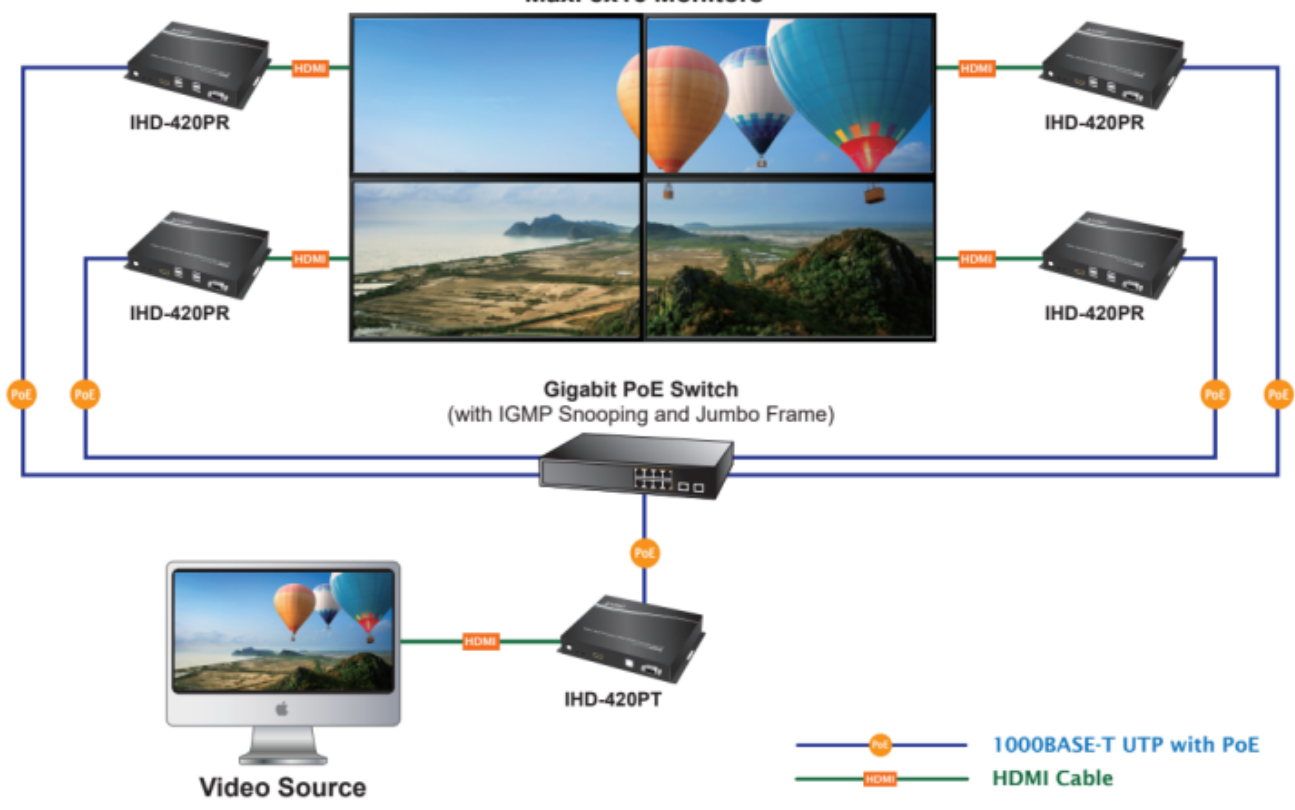 HDMI
HDMI
IHD-420PR
IHD-420PR
HDMI
HDMI
IHD-420PR
IHD-420PR
PoE
PoE
PoE
PoE
Gigabit PoE Switch
(with IGMP Snooping and Jumbo Frame)
PoE
HDMI
IHD-420PT
Video Source
PoE 1000BASE-T UTP with PoE
HDMI HDMI Cable